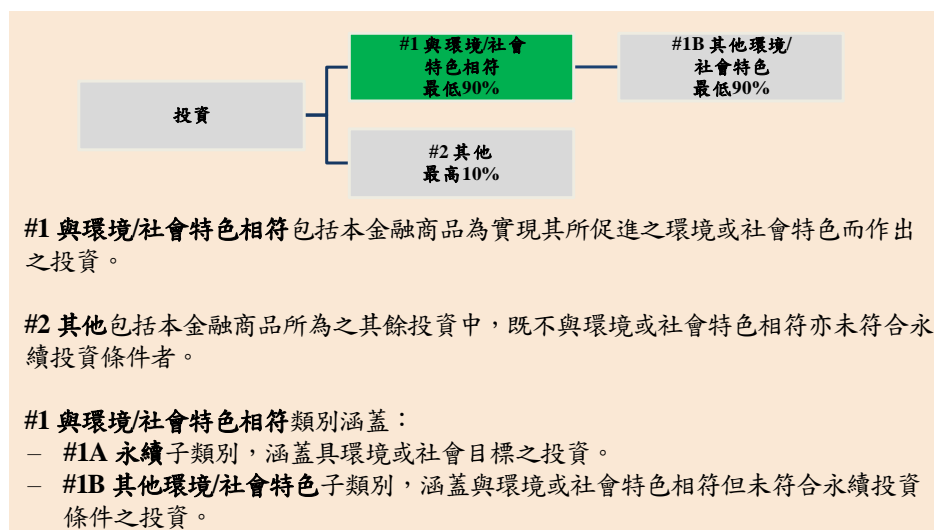 #1 與環境/社會
特色相符
最低90%
#1B 其他環境/
社會特色
最低90%
投資
#2 其他
最高10%
#1 與環境/社會特色相符包括本金融商品為實現其所促進之環境或社會特色而作出
之投資。
#2 其他包括本金融商品所為之其餘投資中，既不與環境或社會特色相符亦未符合永
續投資條件者。
#1 與環境/社會特色相符類別涵蓋：
– #1A 永續子類別，涵蓋具環境或社會目標之投資。
– #1B 其他環境/社會特色子類別，涵蓋與環境或社會特色相符但未符合永續投資
條件之投資。